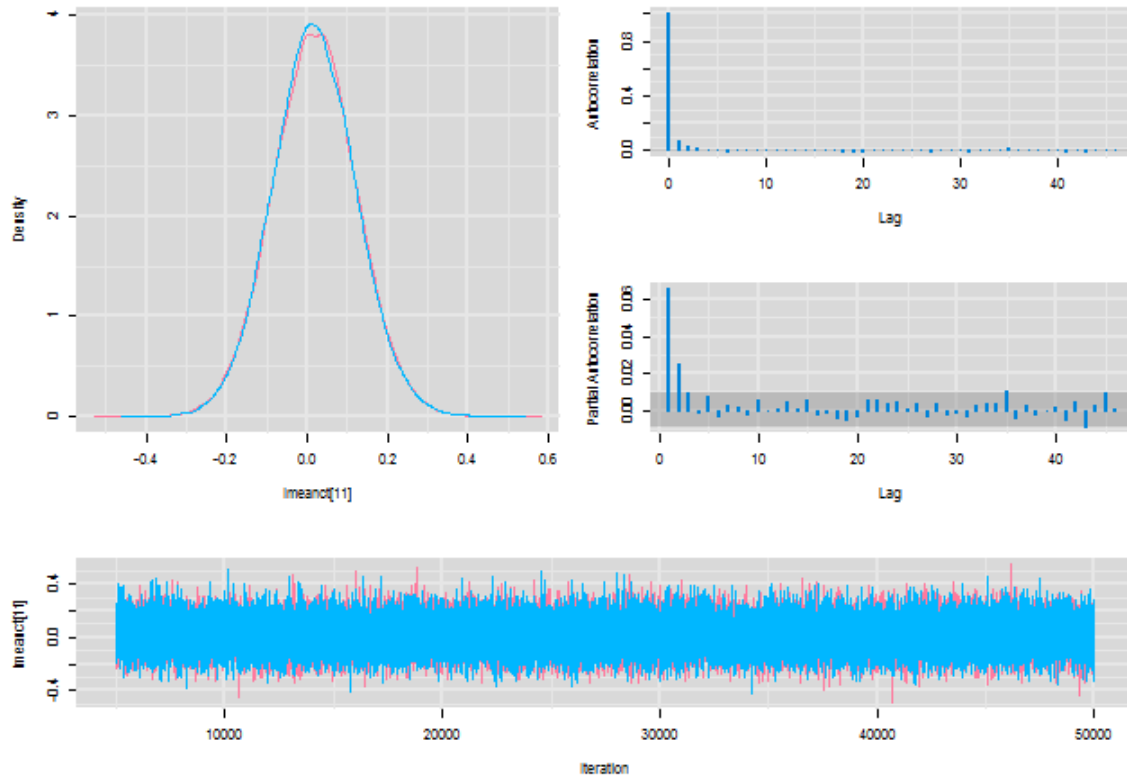 4
3
2
1
0
Density
-0.4 -0.2 0.0 0.2 0.4 0.6
lmeanct[11]
0.8
0.4
0.0
Autocorrelation
0 10 20 30 40
Lag
0.06
0.04
0.02
0.00
Partial Autocorrelation
0 10 20 30 40
Lag
0.4
0.0
-0.4
lmeanct[11]
10000 20000 30000 40000 50000
Iteration